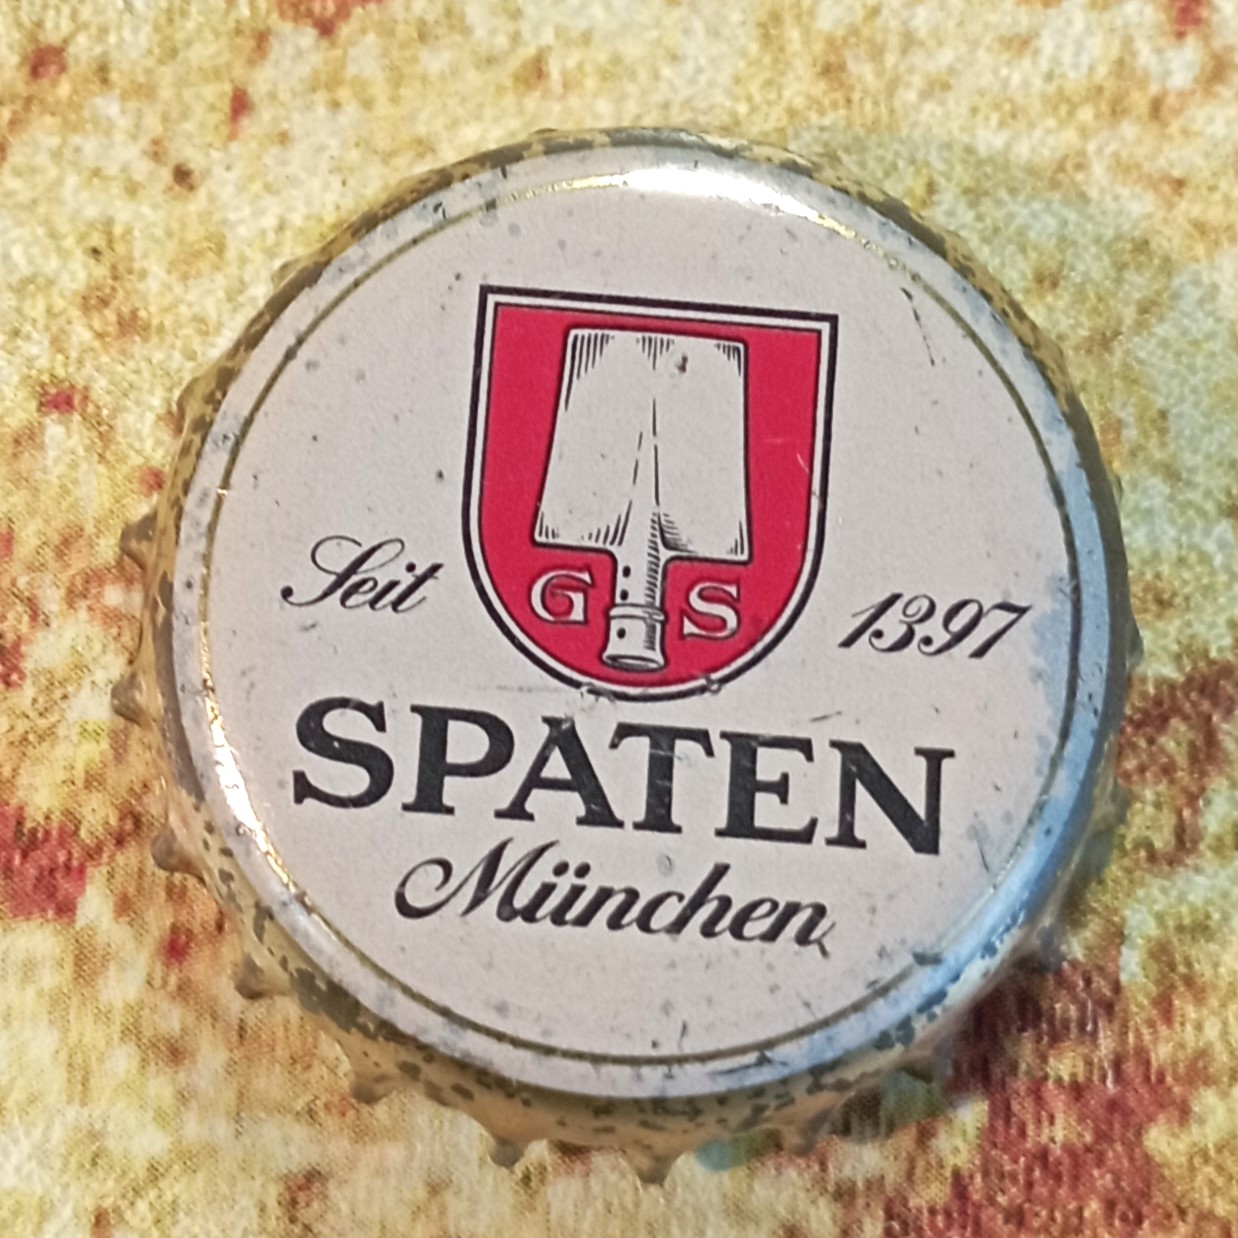 G S
Seit 1397
SPATEN
München